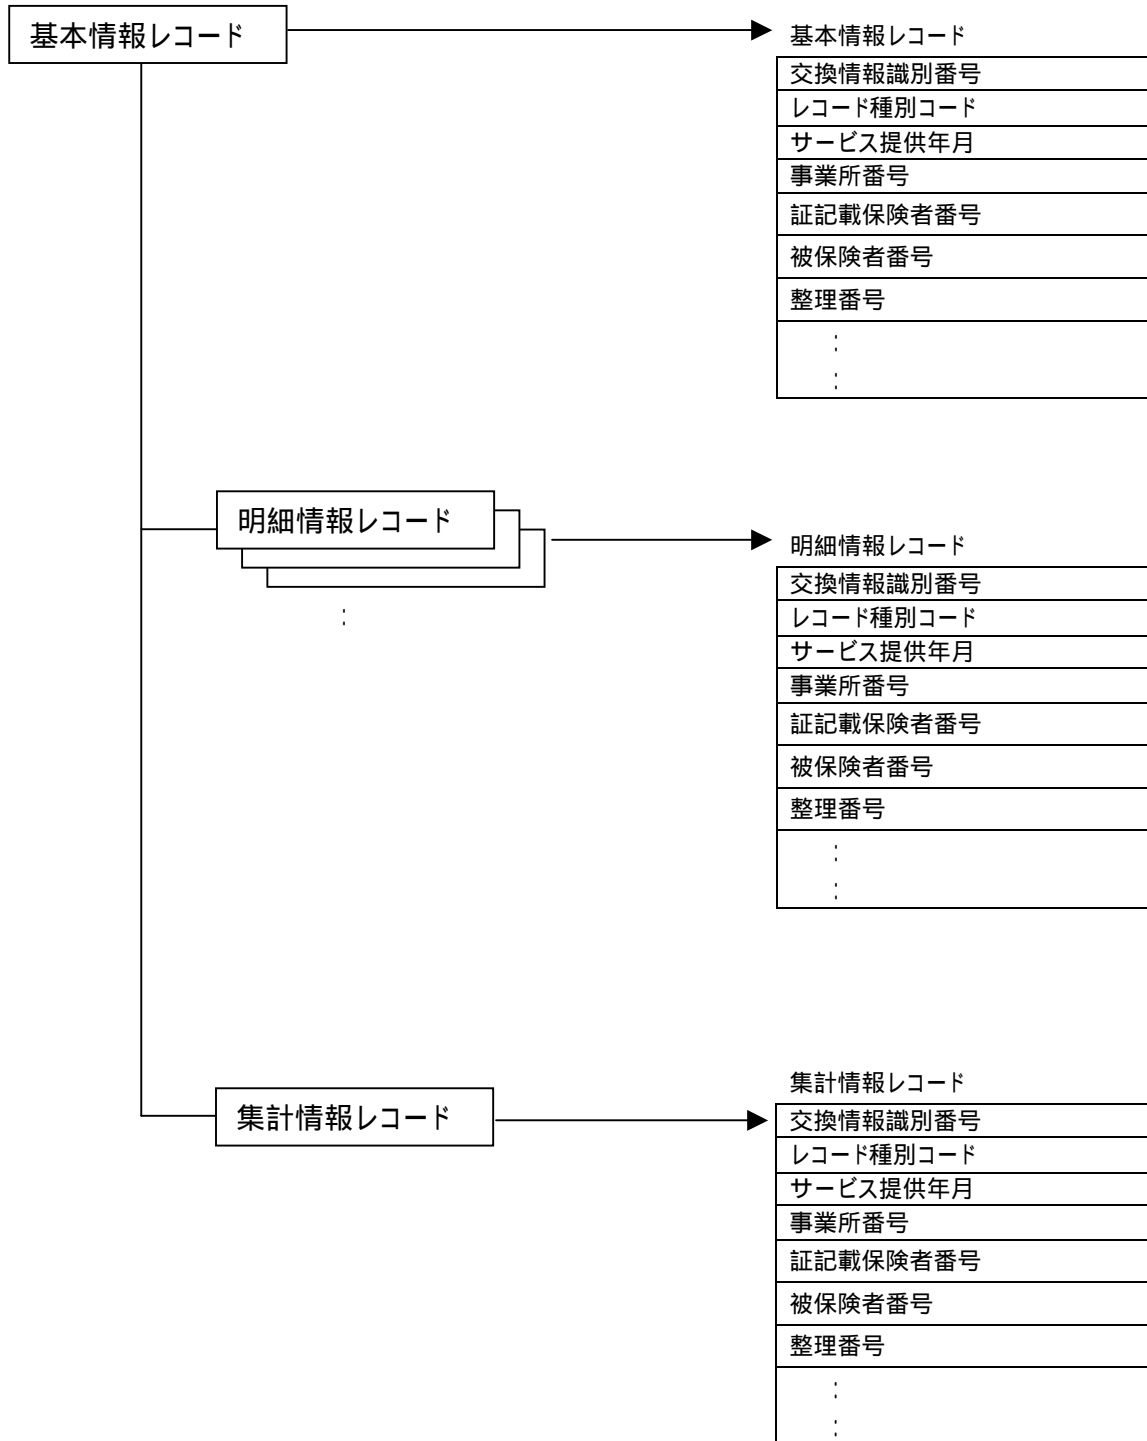 基本情報レコード
基本情報レコード
交換情報識別番号
レコード種別コード
サービス提供年月
事業所番号
証記載保険者番号
被保険者番号
整理番号
:
:
明細情報レコード
:
明細情報レコード
交換情報識別番号
レコード種別コード
サービス提供年月
事業所番号
証記載保険者番号
被保険者番号
整理番号
:
:
集計情報レコード
集計情報レコード
交換情報識別番号
レコード種別コード
サービス提供年月
事業所番号
証記載保険者番号
被保険者番号
整理番号
:
: